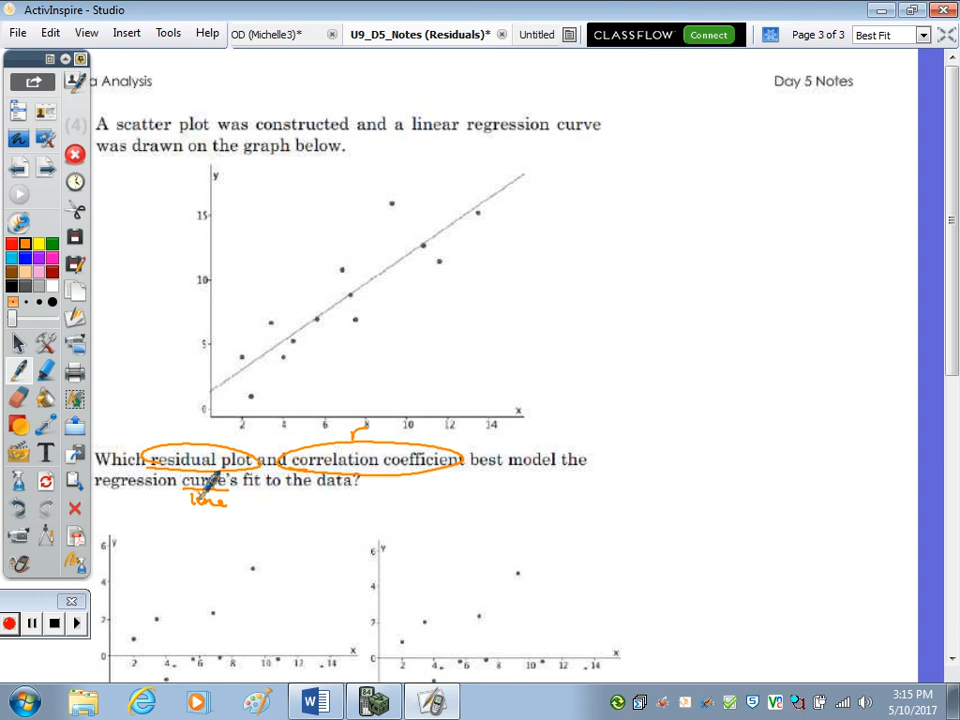 ActivInspire - Studio
File Edit View Insert Tools Help
OD (Michelle3)* U9_D5_Notes (Residuals)* Untitled
CLASSFLOW Connect
Page 3 of 3 Best Fit
a Analysis Day 5 Notes
(4) A scatter plot was constructed and a linear regression curve
was drawn on the graph below.
y
15
10
5
0
2 4 6 8 10 12 14
x
r
Which residual plot and correlation coefficient best model the
regression curve's fit to the data?
line
y
6
4
2
0
2 4 6 8 10 12 14
x
y
6
4
2
0
2 4 6 8 10 12 14
x
3:15 PM
5/10/2017